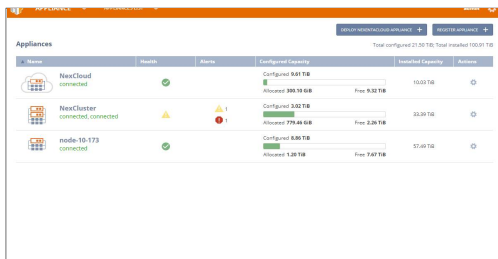 APPLIANCE
DEPLOY NEXENTACLOUD APPLIANCE +
REGISTER APPLIANCE +
Appliances
Total configured 21.50 TiB; Total installed 100.91 TiB
Name Health Alerts Configured Capacity Installed Capacity Actions
NexCloud
connected
Configured 9.61 TiB
Allocated 300.10 GiB Free 9.32 TiB
10.03 TiB
NexCluster
connected, connected
1
1
Configured 3.02 TiB
Allocated 779.46 GiB Free 2.26 TiB
33.39 TiB
node-10-173
connected
Configured 8.86 TiB
Allocated 1.20 TiB Free 7.67 TiB
57.49 TiB